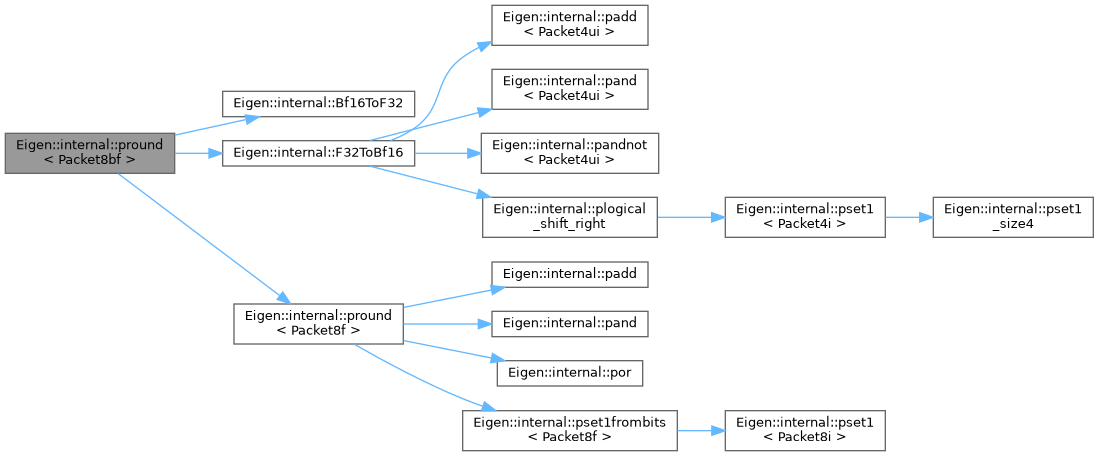 Eigen::internal::pround
< Packet8bf >
Eigen::internal::Bf16ToF32
Eigen::internal::F32ToBf16
Eigen::internal::padd
< Packet4ui >
Eigen::internal::pand
< Packet4ui >
Eigen::internal::pandnot
< Packet4ui >
Eigen::internal::plogical
_shift_right
Eigen::internal::pset1
< Packet4i >
Eigen::internal::pset1
_size4
Eigen::internal::pround
< Packet8f >
Eigen::internal::padd
Eigen::internal::pand
Eigen::internal::por
Eigen::internal::pset1frombits
< Packet8f >
Eigen::internal::pset1
< Packet8i >